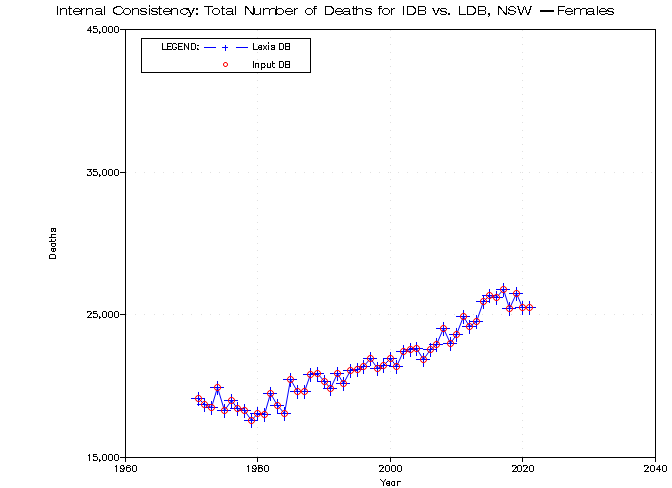 Internal Consistency: Total Number of Deaths for IDB vs. LDB, NSW — Females
LEGEND: Lexis DB
Input DB
45,000
35,000
25,000
15,000
Deaths
1960 1980 2000 2020 2040
Year